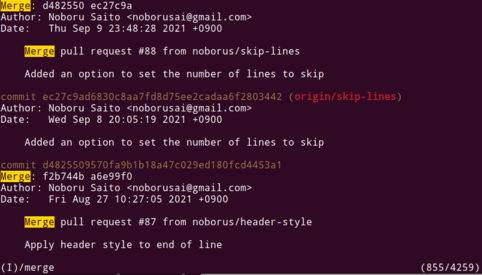 Merge: d482550 ec27c9a
Author: Noboru Saito <noborusai@gmail.com>
Date:   Thu Sep 9 23:48:28 2021 +0900
Merge pull request #88 from noborus/skip-lines
Added an option to set the number of lines to skip
commit ec27c9ad6830c8aa7fd8d75ee2cadaa6f2803442 (origin/skip-lines)
Author: Noboru Saito <noborusai@gmail.com>
Date:   Wed Sep 8 20:05:19 2021 +0900
Added an option to set the number of lines to skip
commit d4825509570fa9b1b18a47c029ed180fcd4453a1
Merge: f2b744b a6e99f0
Author: Noboru Saito <noborusai@gmail.com>
Date:   Fri Aug 27 10:27:05 2021 +0900
Merge pull request #87 from noborus/header-style
Apply header style to end of line
(I)/merge (855/4259)